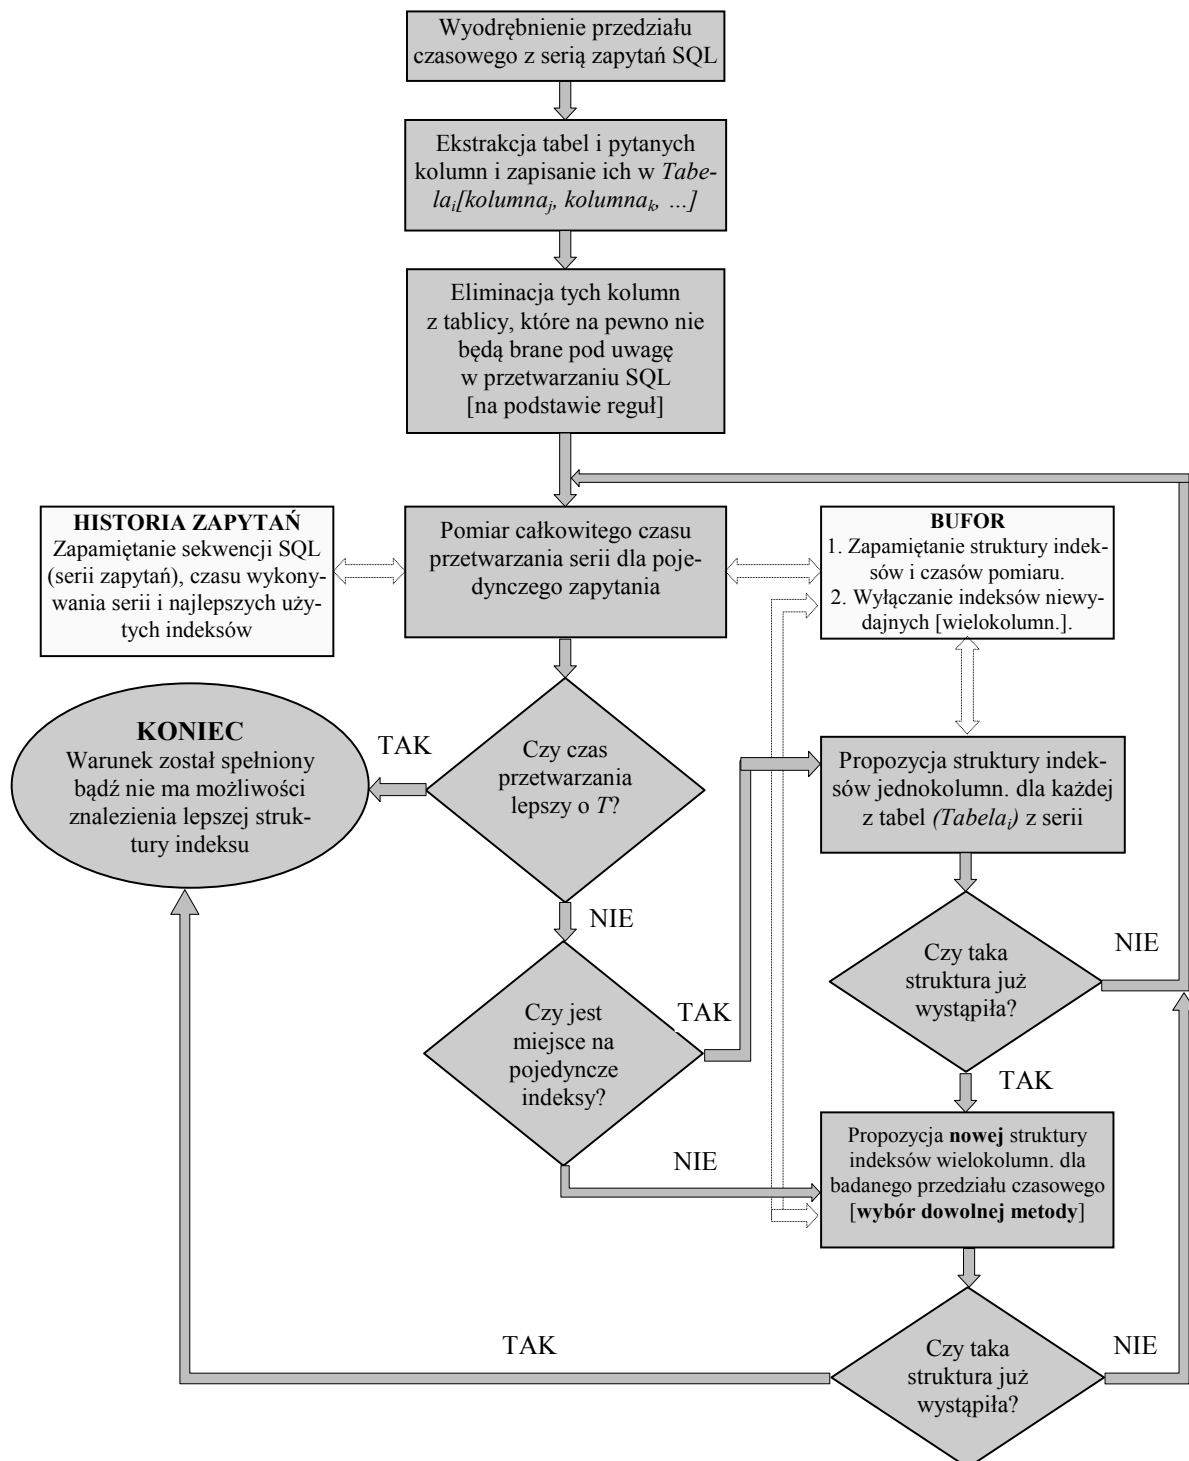 Wyodrębnienie przedziału
czasowego z serią zapytań SQL
Ekstrakcja tabel i pytanych
kolumn i zapisanie ich w Tabe-
lai[kolumnaj, kolumnak, …]
Eliminacja tych kolumn
z tablicy, które na pewno nie
będą brane pod uwagę
w przetwarzaniu SQL
[na podstawie reguł]
HISTORIA ZAPYTAŃ
Zapamiętanie sekwencji SQL
(serii zapytań), czasu wykony-
wania serii i najlepszych uży-
tych indeksów
Pomiar całkowitego czasu
przetwarzania serii dla poje-
dynczego zapytania
BUFOR
1. Zapamiętanie struktury indek-
sów i czasów pomiaru.
2. Wyłączanie indeksów niewy-
dajnych [wielokolumn.].
KONIEC
Warunek został spełniony
bądź nie ma możliwości
znalezienia lepszej struk-
tury indeksu
TAK
Czy czas
przetwarzania
lepszy o T?
Propozycja struktury indek-
sów jednokolumn. dla każdej
z tabel (Tabelai) z serii
NIE
Czy taka
struktura już
wystąpiła?
NIE
Czy jest
miejsce na
pojedyncze
indeksy?
TAK
TAK
NIE
Propozycja nowej struktury
indeksów wielokolumn. dla
badanego przedziału czasowego
[wybór dowolnej metody]
TAK
Czy taka
struktura już
wystąpiła?
NIE